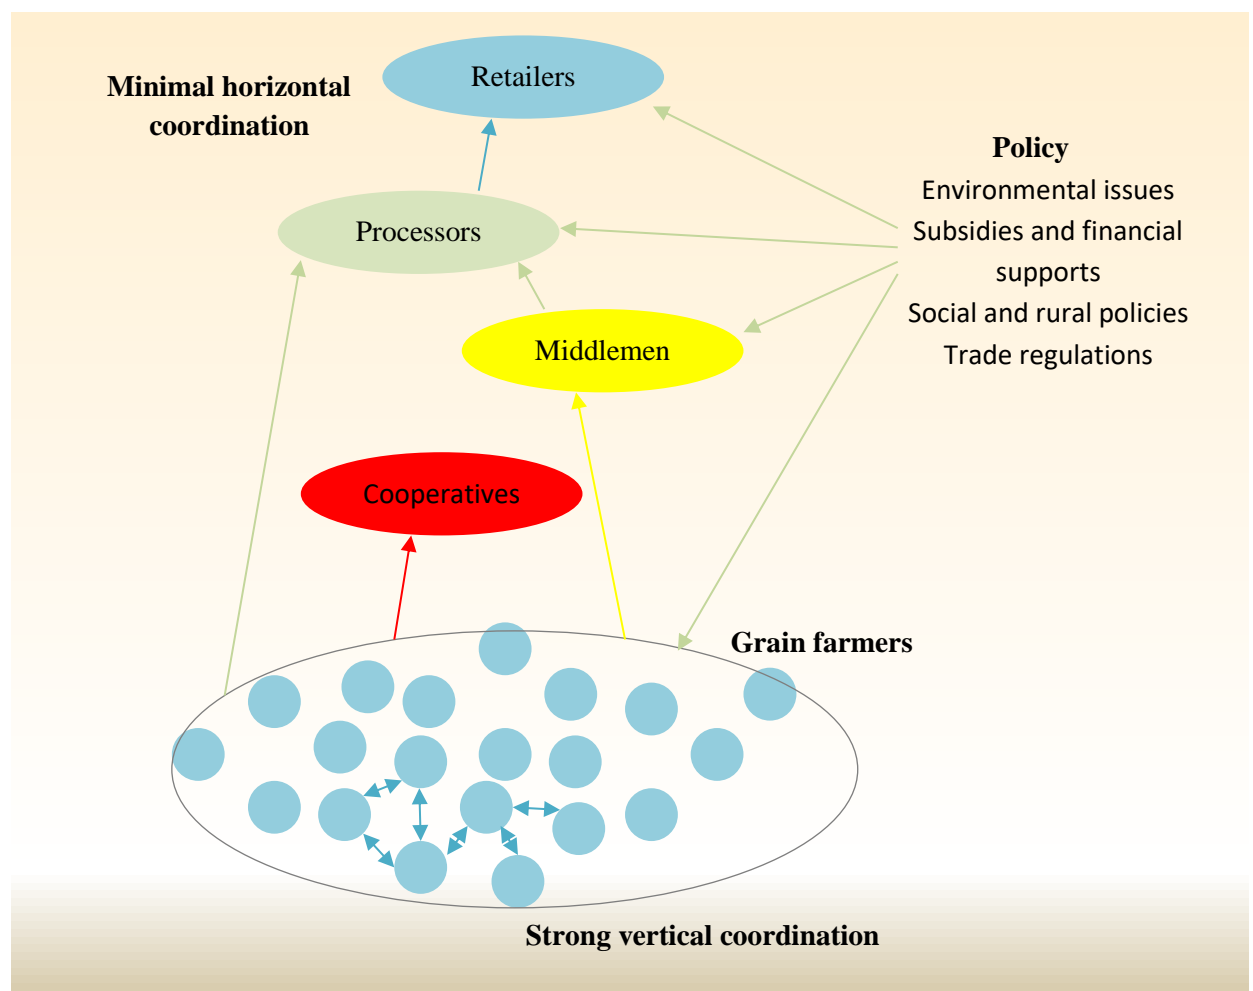 Retailers
Minimal horizontal
coordination
Policy
Environmental issues
Subsidies and financial
supports
Social and rural policies
Trade regulations
Processors
Middlemen
Cooperatives
Grain farmers
Strong vertical coordination